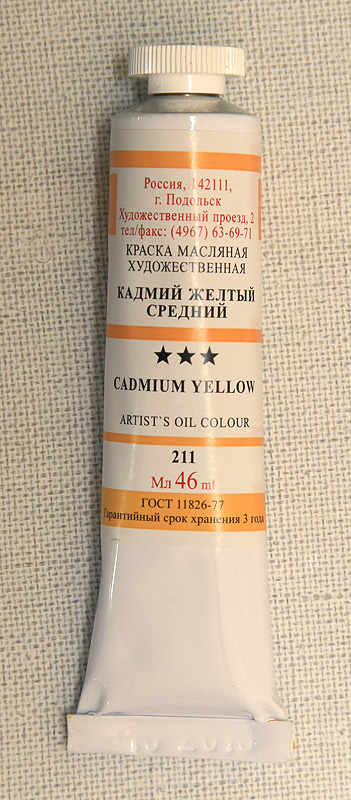 Россия, 142111,
г. Подольск
Художественный проезд, 2
тел/факс: (4967) 63-69-71
КРАСКА МАСЛЯНАЯ
ХУДОЖЕСТВЕННАЯ
КАДМИЙ ЖЕЛТЫЙ
СРЕДНИЙ
★★★
CADMIUM YELLOW
ARTIST`S OIL COLOUR
211
Мл 46 ml
ГОСТ 11826-77
Гарантийный срок хранения 3 года